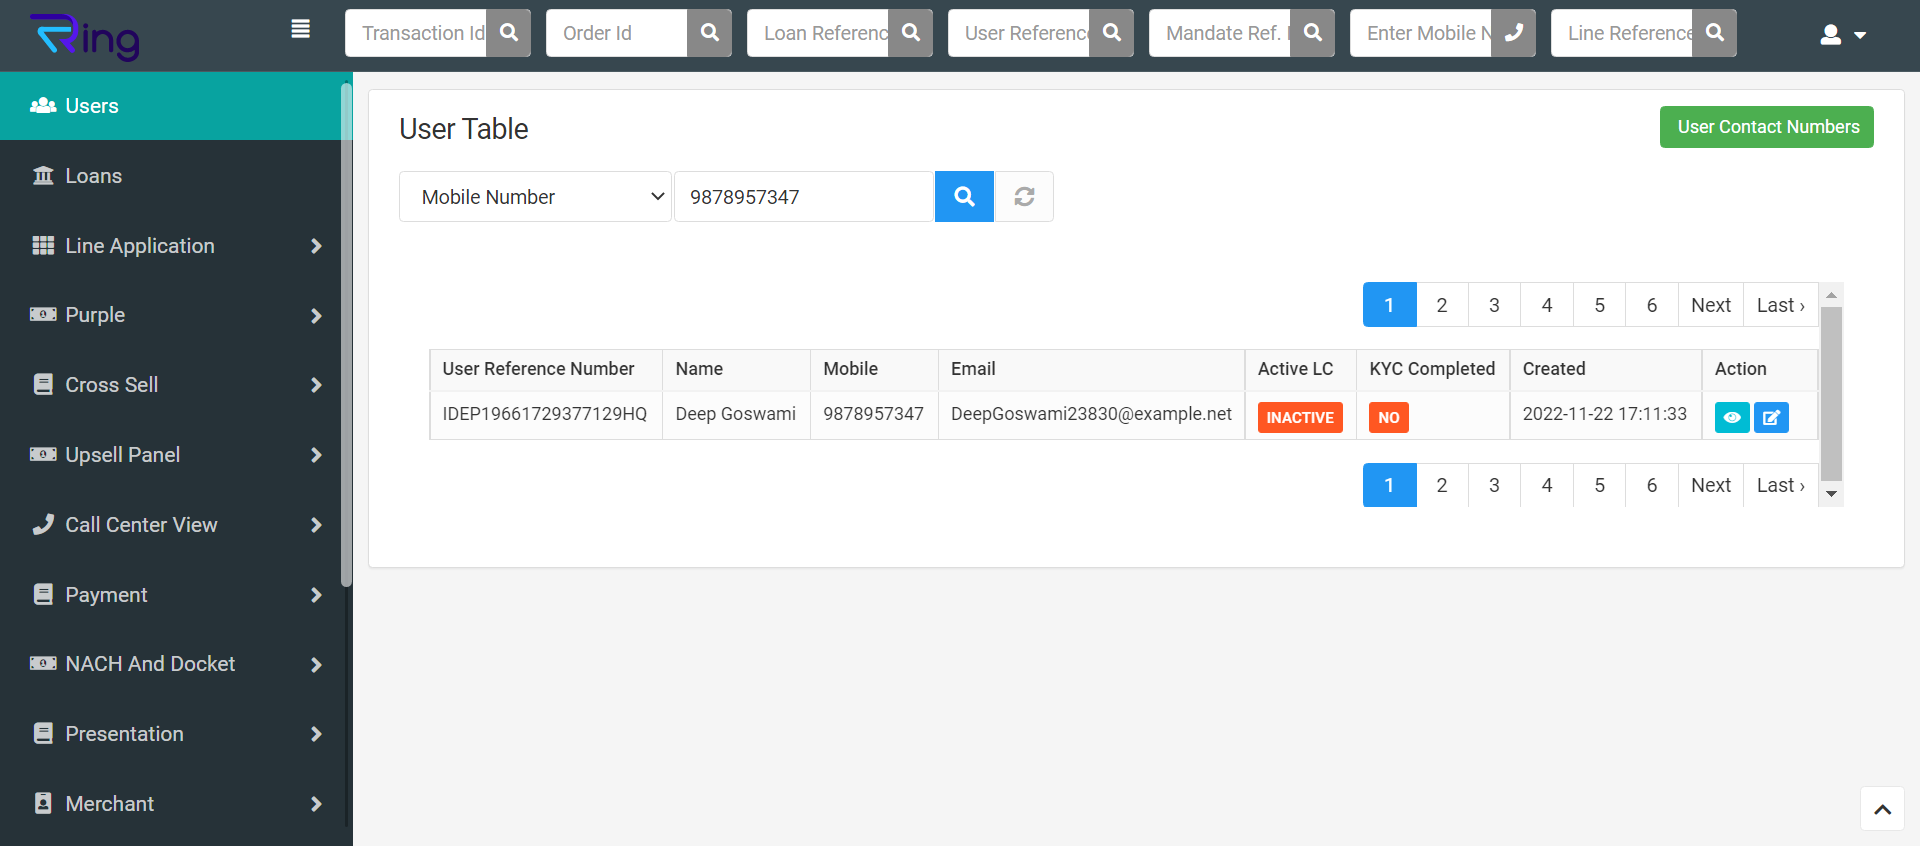 Ring
Transaction Id
Order Id
Loan Referenc
User Referenc
Mandate Ref.
Enter Mobile N
Line Reference
Users
Loans
Line Application
Purple
Cross Sell
Upsell Panel
Call Center View
Payment
NACH And Docket
Presentation
Merchant
User Table
User Contact Numbers
Mobile Number
9878957347
1 2 3 4 5 6 Next Last ›
User Reference Number Name Mobile Email Active LC KYC Completed Created Action
IDEP19661729377129HQ Deep Goswami 9878957347 DeepGoswami23830@example.net INACTIVE NO 2022-11-22 17:11:33
1 2 3 4 5 6 Next Last ›